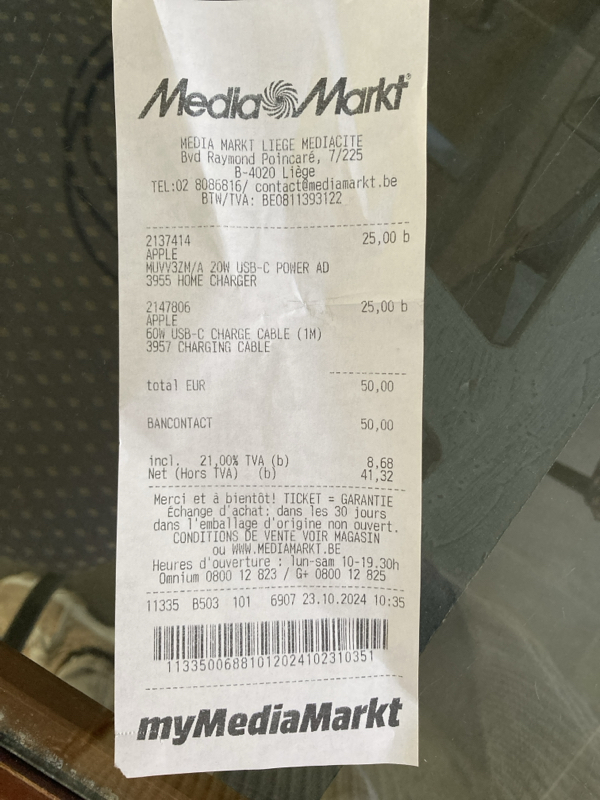 Media Markt
MEDIA MARKT LIEGE MEDIACITE
Bvd Raymond Poincaré, 7/225
B-4020 Liège
TEL:02 8086816/ contact@mediamarkt.be
BTW/TVA: BE0811393122
2137414 25,00 b
APPLE
MUVV3ZM/A 20W USB-C POWER AD
3955 HOME CHARGER
2147806 25,00 b
APPLE
60W USB-C CHARGE CABLE (1M)
3957 CHARGING CABLE
total EUR 50,00
BANCONTACT 50,00
incl. 21,00% TVA (b) 8,68
Net (Hors TVA) (b) 41,32
Merci et à bientôt! TICKET = GARANTIE
Échange d'achat: dans les 30 jours
dans l'emballage d'origine non ouvert.
CONDITIONS DE VENTE VOIR MAGASIN
ou WWW.MEDIAMARKT.BE
Heures d'ouverture : lun-sam 10-19.30h
Omnium 0800 12 823 / G+ 0800 12 825
11335 B503 101 6907 23.10.2024 10:35
11335006881012024102310351
myMediaMarkt